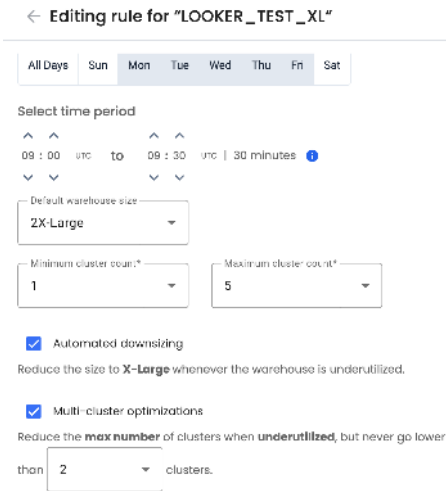 ← Editing rule for “LOOKER_TEST_XL“
All Days Sun Mon Tue Wed Thu Fri Sat
Select time period
09 : 00 UTC to 09 : 30 UTC | 30 minutes
Default warehouse size
2X-Large
Minimum cluster count* Maximum cluster count*
1 5
Automated downsizing
Reduce the size to X-Large whenever the warehouse is underutilized.
Multi-cluster optimizations
Reduce the max number of clusters when underutilized, but never go lower
than 2 clusters.